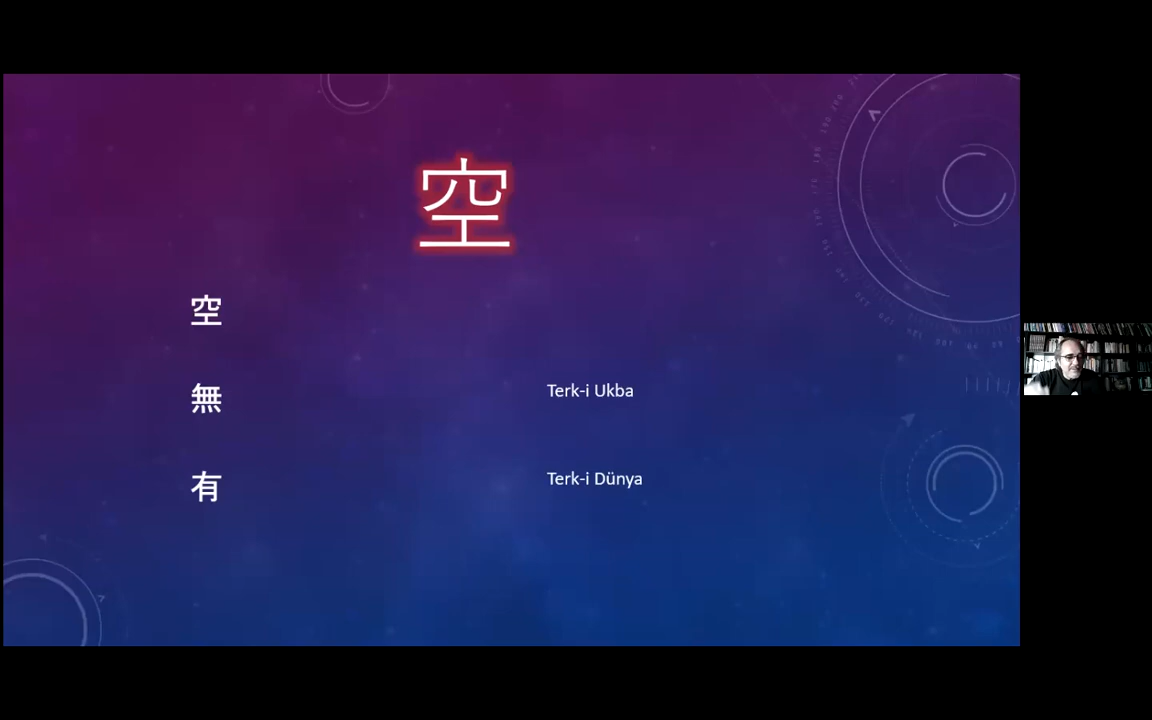 空
空
無
Terk-i Ukba
有
Terk-i Dünya